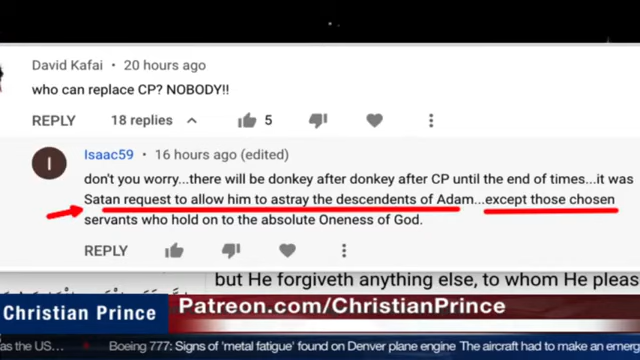 David Kafai • 20 hours ago
who can replace CP? NOBODY!!
REPLY 18 replies 5
I
Isaac59 • 16 hours ago (edited)
don't you worry...there will be donkey after donkey after CP until the end of times...it was
Satan request to allow him to astray the descendents of Adam...except those chosen
servants who hold on to the absolute Oneness of God.
REPLY
but He forgiveth anything else, to whom He pleas
Christian Prince
Patreon.com/ChristianPrince
as the US... Boeing 777: Signs of 'metal fatigue' found on Denver plane engine The aircraft had to make an emerg